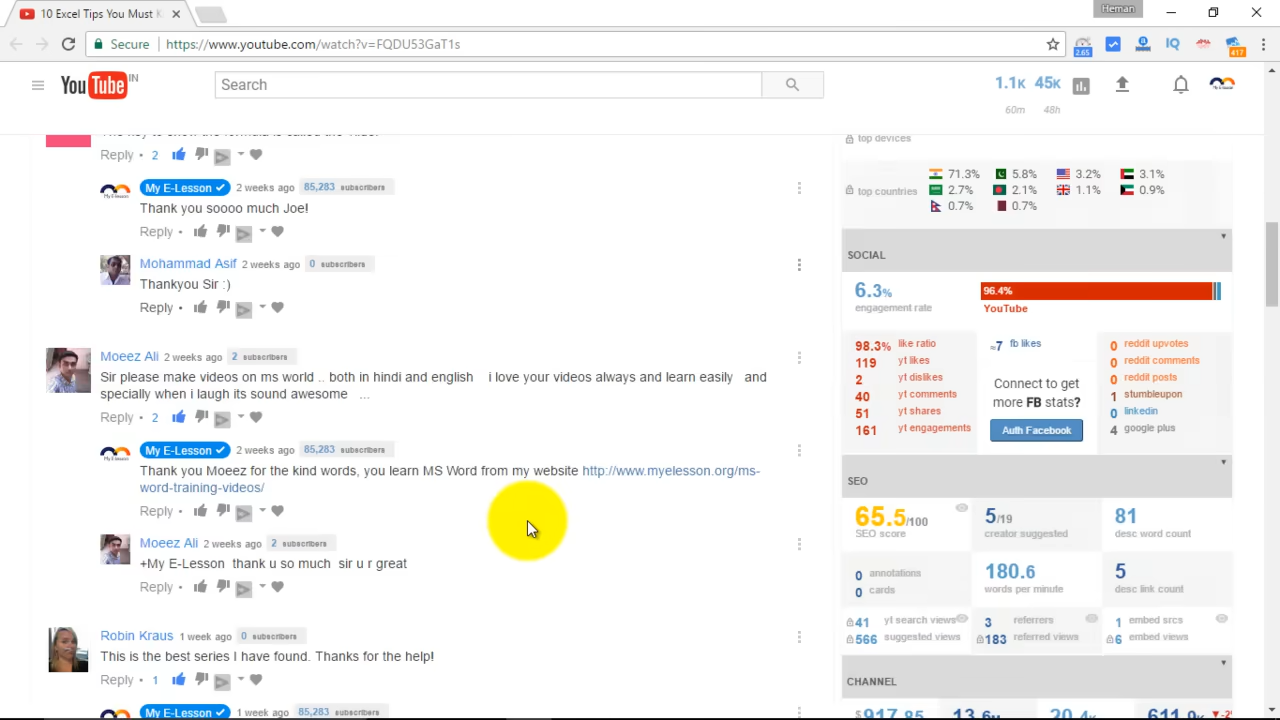 10 Excel Tips You Must K
Heman
Secure https://www.youtube.com/watch?v=FQDU53GaT1s
2.65
IQ
417
YouTube IN
Search
1.1K 45K
60m 48h
My E-Lesson
Reply • 2
My E-Lesson 2 weeks ago 85,283 subscribers
Thank you soooo much Joe!
Reply •
Mohammad Asif 2 weeks ago 0 subscribers
Thankyou Sir :)
Reply •
Moeez Ali 2 weeks ago 2 subscribers
Sir please make videos on ms world .. both in hindi and english i love your videos always and learn easily and
specially when i laugh its sound awesome ...
Reply • 2
My E-Lesson 2 weeks ago 85,283 subscribers
Thank you Moeez for the kind words, you learn MS Word from my website http://www.myelesson.org/ms-
word-training-videos/
Reply •
Moeez Ali 2 weeks ago 2 subscribers
+My E-Lesson thank u so much sir u r great
Reply •
Robin Kraus 1 week ago 0 subscribers
This is the best series I have found. Thanks for the help!
Reply • 1
My E-Lesson 1 week ago 85,283 subscribers
top devices
top countries
71.3% 5.8% 3.2% 3.1%
2.7% 2.1% 1.1% 0.9%
0.7% 0.7%
SOCIAL
6.3%
engagement rate
96.4%
YouTube
98.3% like ratio
119 yt likes
2 yt dislikes
40 yt comments
51 yt shares
161 yt engagements
≈7 fb likes
Connect to get
more FB stats?
Auth Facebook
0 reddit upvotes
0 reddit comments
0 reddit posts
1 stumbleupon
0 linkedin
4 google plus
SEO
65.5/100
SEO score
5/19
creator suggested
81
desc word count
0 annotations
0 cards
180.6
words per minute
5
desc link count
41 yt search views
566 suggested views
3 referrers
183 referred views
1 embed srcs
6 embed views
CHANNEL
$917.85 13.6M 20.4K 611.9K